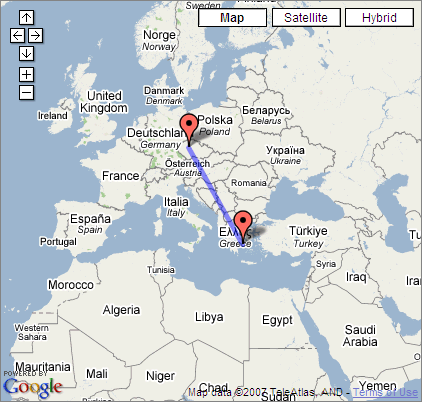 Sweden
Map
Satellite
Hybrid
Norge
Norway
Danmark
Denmark
United
Kingdom
Ireland
Polska
Poland
Беларусь
Belarus
Deutschland
Germany
Україна
Ukraine
Österreich
Austria
France
Romania
Italia
Italy
España
Spain
Portugal
Greece
Türkiye
Turkey
Tunisia
Syria
Iraq
Morocco
Algeria
Libya
Egypt
Saudi
Arabia
Western
Sahara
Mauritania
Mali
Niger
Chad
Sudan
Yemen
POWERED BY
Google
Map data ©2007 TeleAtlas, AND - Terms of Use